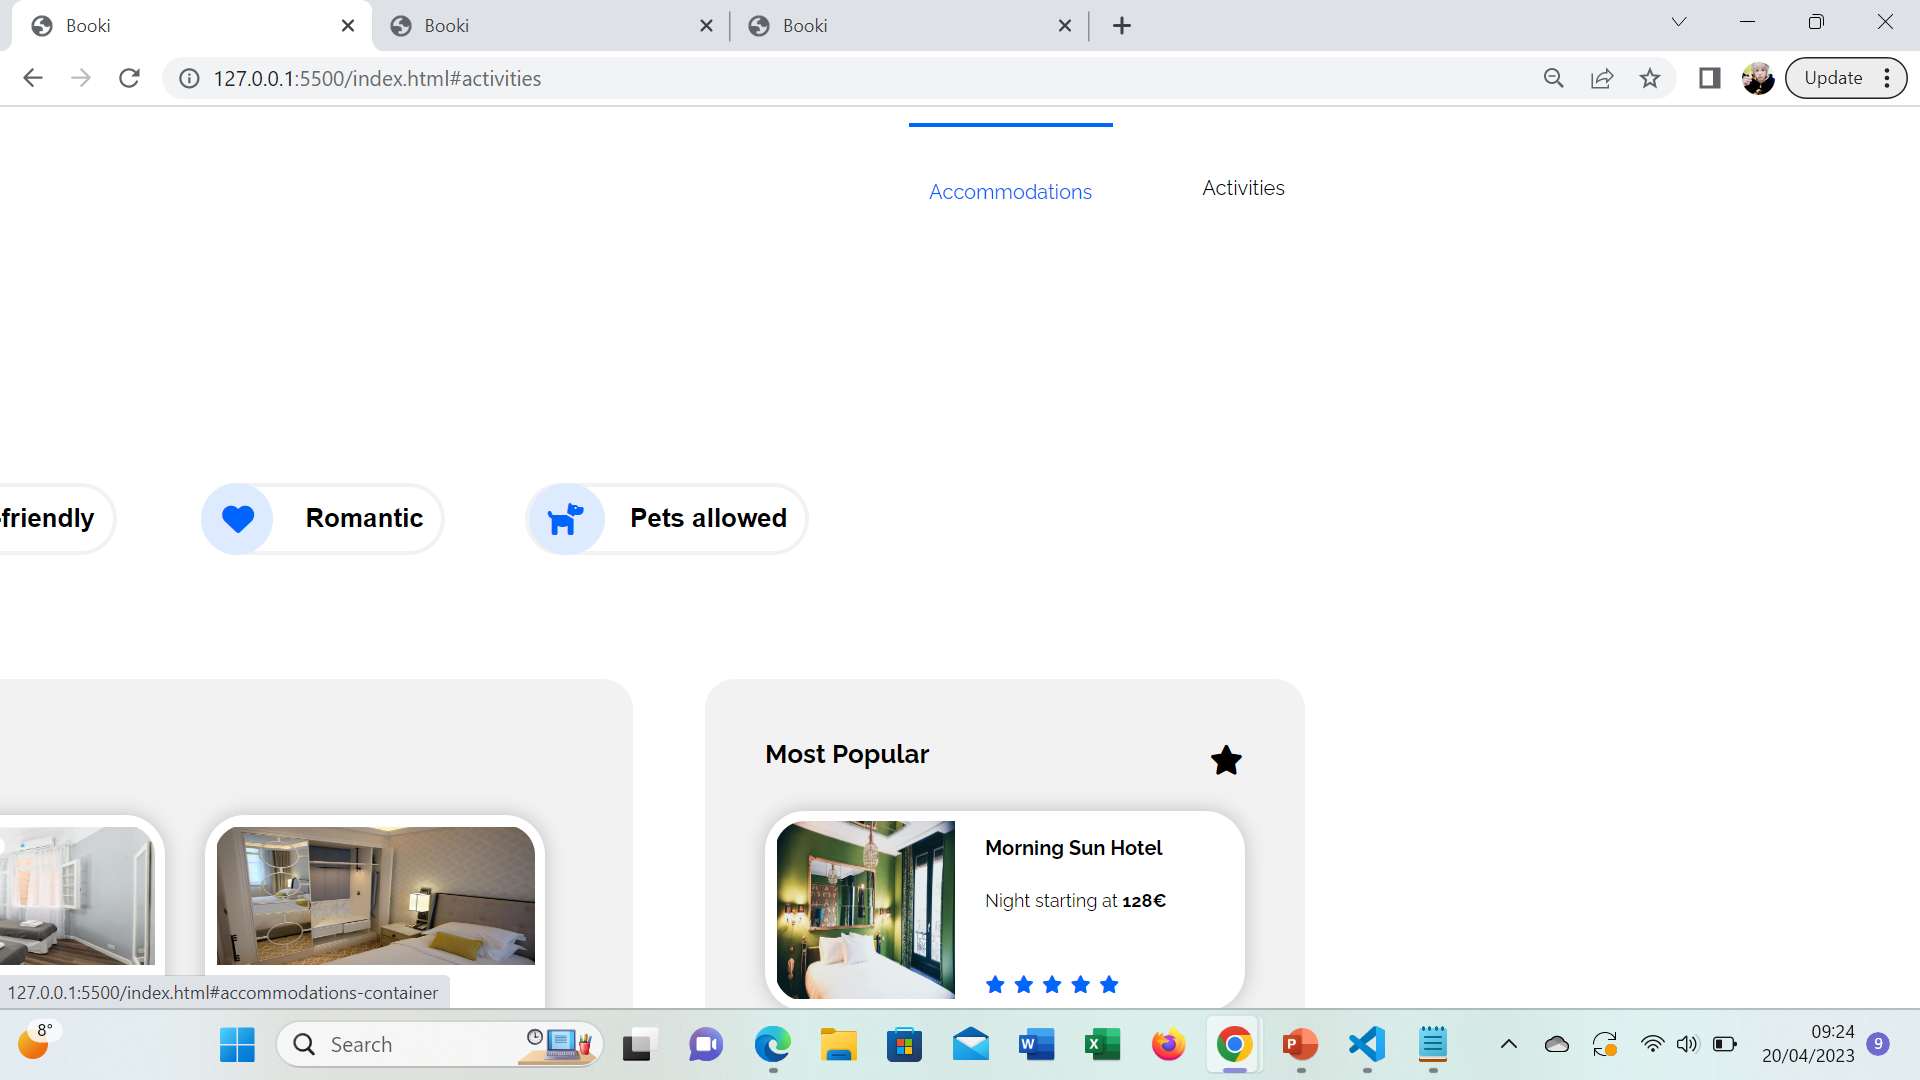 Booki
Booki
Booki
127.0.0.1:5500/index.html#activities
Update
Accommodations
Activities
-friendly
Romantic
Pets allowed
Most Popular
Morning Sun Hotel
Night starting at 128€
127.0.0.1:5500/index.html#accommodations-container
8°
Search
09:24
20/04/2023
9